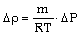 Δρ = m/RT · ΔP